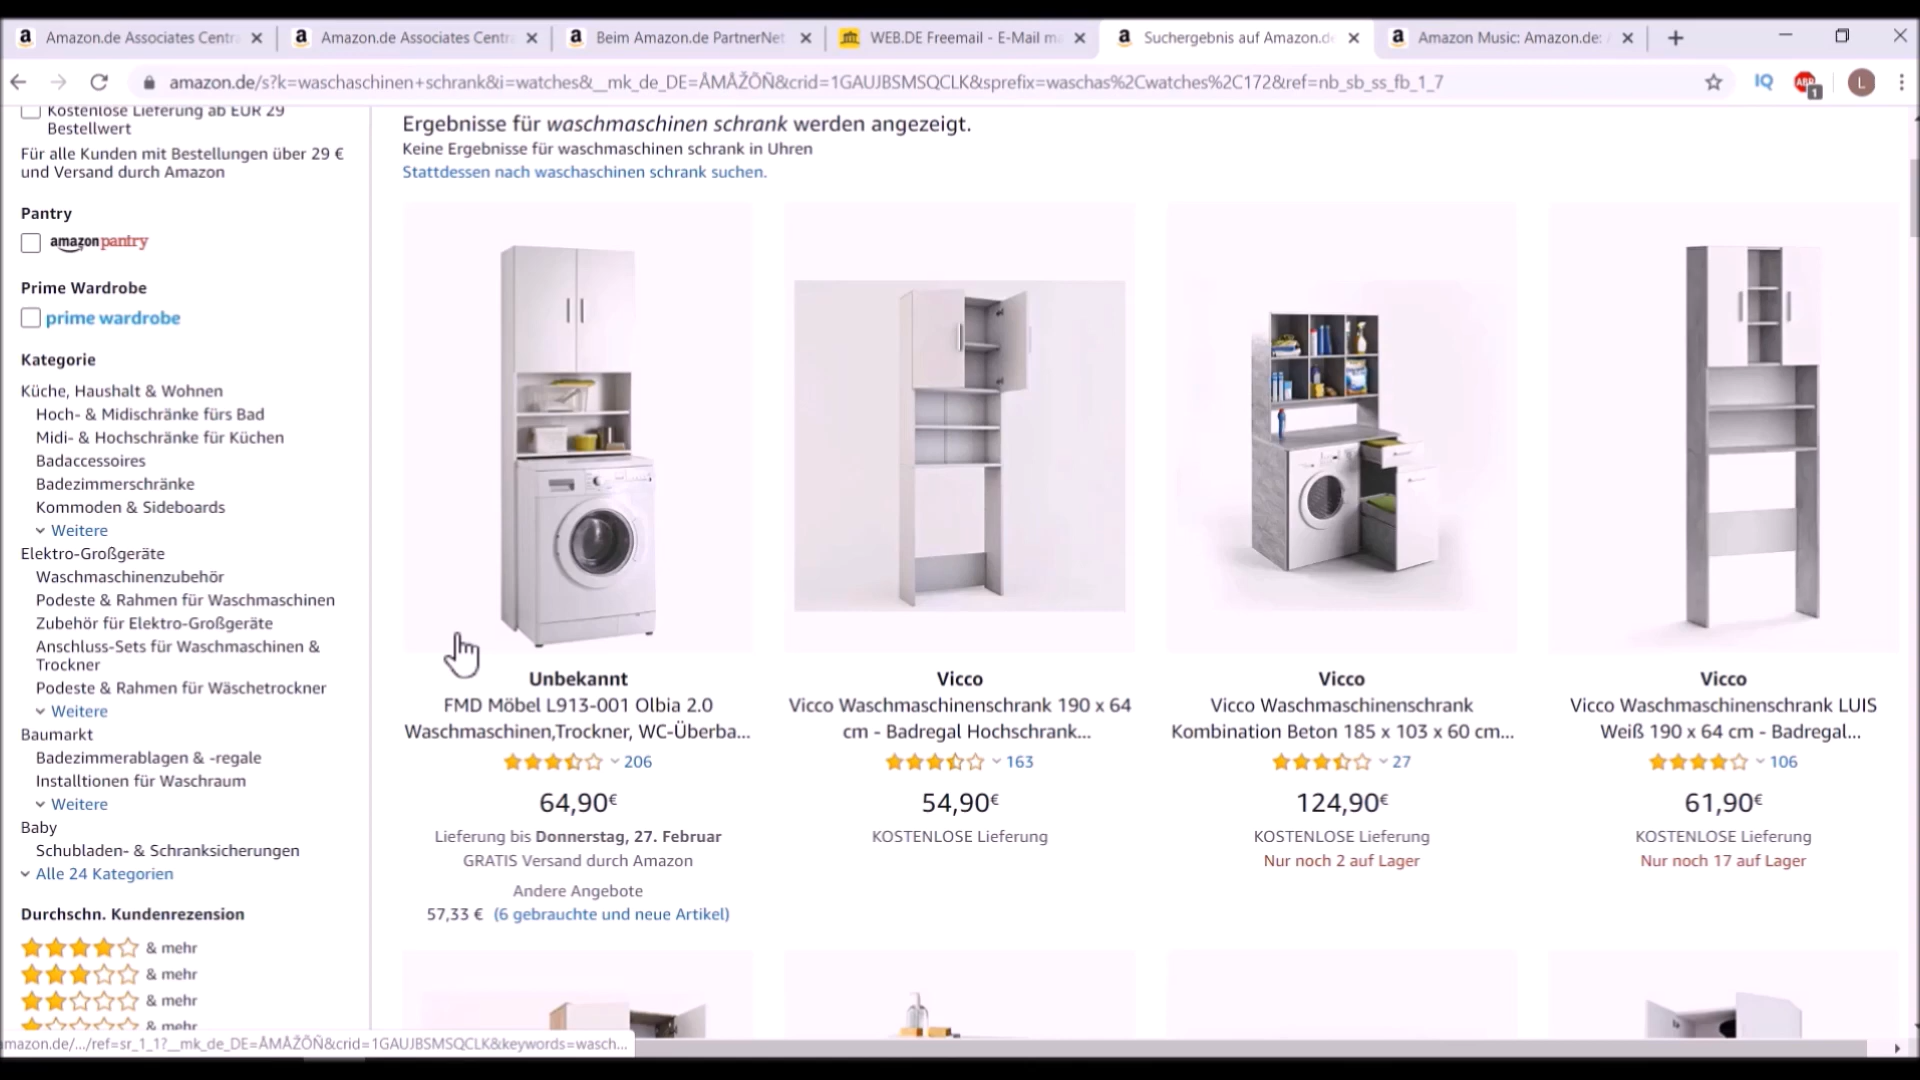 Amazon.de Associates Centr
Amazon.de Associates Centr
Beim Amazon.de PartnerNet
WEB.DE Freemail - E-Mail m
Suchergebnis auf Amazon.d
Amazon Music: Amazon.de:
amazon.de/s?k=waschaschinen+schrank&i=watches&__mk_de_DE=ÅMÅŽÕÑ&crid=1GAUJBSMSQCLK&sprefix=waschas%2Cwatches%2C172&ref=nb_sb_ss_fb_1_7
IQ
ABP
1
L
Kostenlose Lieferung ab EUR 29
Bestellwert
Für alle Kunden mit Bestellungen über 29 €
und Versand durch Amazon
Pantry
amazon pantry
Prime Wardrobe
prime wardrobe
Kategorie
Küche, Haushalt & Wohnen
Hoch- & Midischränke fürs Bad
Midi- & Hochschränke für Küchen
Badaccessoires
Badezimmerschränke
Kommoden & Sideboards
Weitere
Elektro-Großgeräte
Waschmaschinenzubehör
Podeste & Rahmen für Waschmaschinen
Zubehör für Elektro-Großgeräte
Anschluss-Sets für Waschmaschinen &
Trockner
Podeste & Rahmen für Wäschetrockner
Weitere
Baumarkt
Badezimmerablagen & -regale
Installtionen für Waschraum
Weitere
Baby
Schubladen- & Schranksicherungen
Alle 24 Kategorien
Durchschn. Kundenrezension
& mehr
& mehr
& mehr
& mehr
Ergebnisse für waschmaschinen schrank werden angezeigt.
Keine Ergebnisse für waschmaschinen schrank in Uhren
Stattdessen nach waschaschinen schrank suchen.
Unbekannt
FMD Möbel L913-001 Olbia 2.0
Waschmaschinen,Trockner, WC-Überba...
206
64,90€
Lieferung bis Donnerstag, 27. Februar
GRATIS Versand durch Amazon
Andere Angebote
57,33 € (6 gebrauchte und neue Artikel)
Vicco
Vicco Waschmaschinenschrank 190 x 64
cm - Badregal Hochschrank...
163
54,90€
KOSTENLOSE Lieferung
Vicco
Vicco Waschmaschinenschrank
Kombination Beton 185 x 103 x 60 cm...
27
124,90€
KOSTENLOSE Lieferung
Nur noch 2 auf Lager
Vicco
Vicco Waschmaschinenschrank LUIS
Weiß 190 x 64 cm - Badregal...
106
61,90€
KOSTENLOSE Lieferung
Nur noch 17 auf Lager
mazon.de/.../ref=sr_1_1?__mk_de_DE=ÅMÅŽÕÑ&crid=1GAUJBSMSQCLK&keywords=wasch...